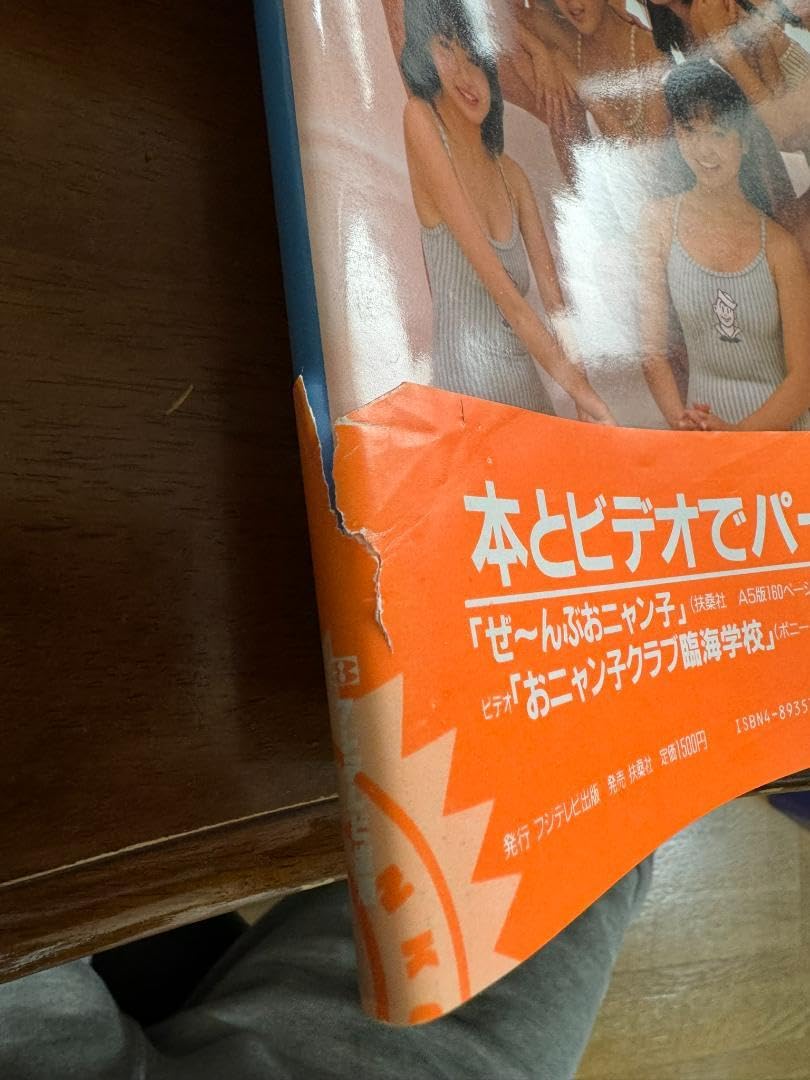 本とビデオでパー
「ぜ〜んぶおニャン子」(扶桑社 A5版160ページ
ビデオ「おニャン子クラブ臨海学校」(ポニー
ISBN4-8935
発行 フジテレビ出版 発売 扶桑社 定価1500円
NK